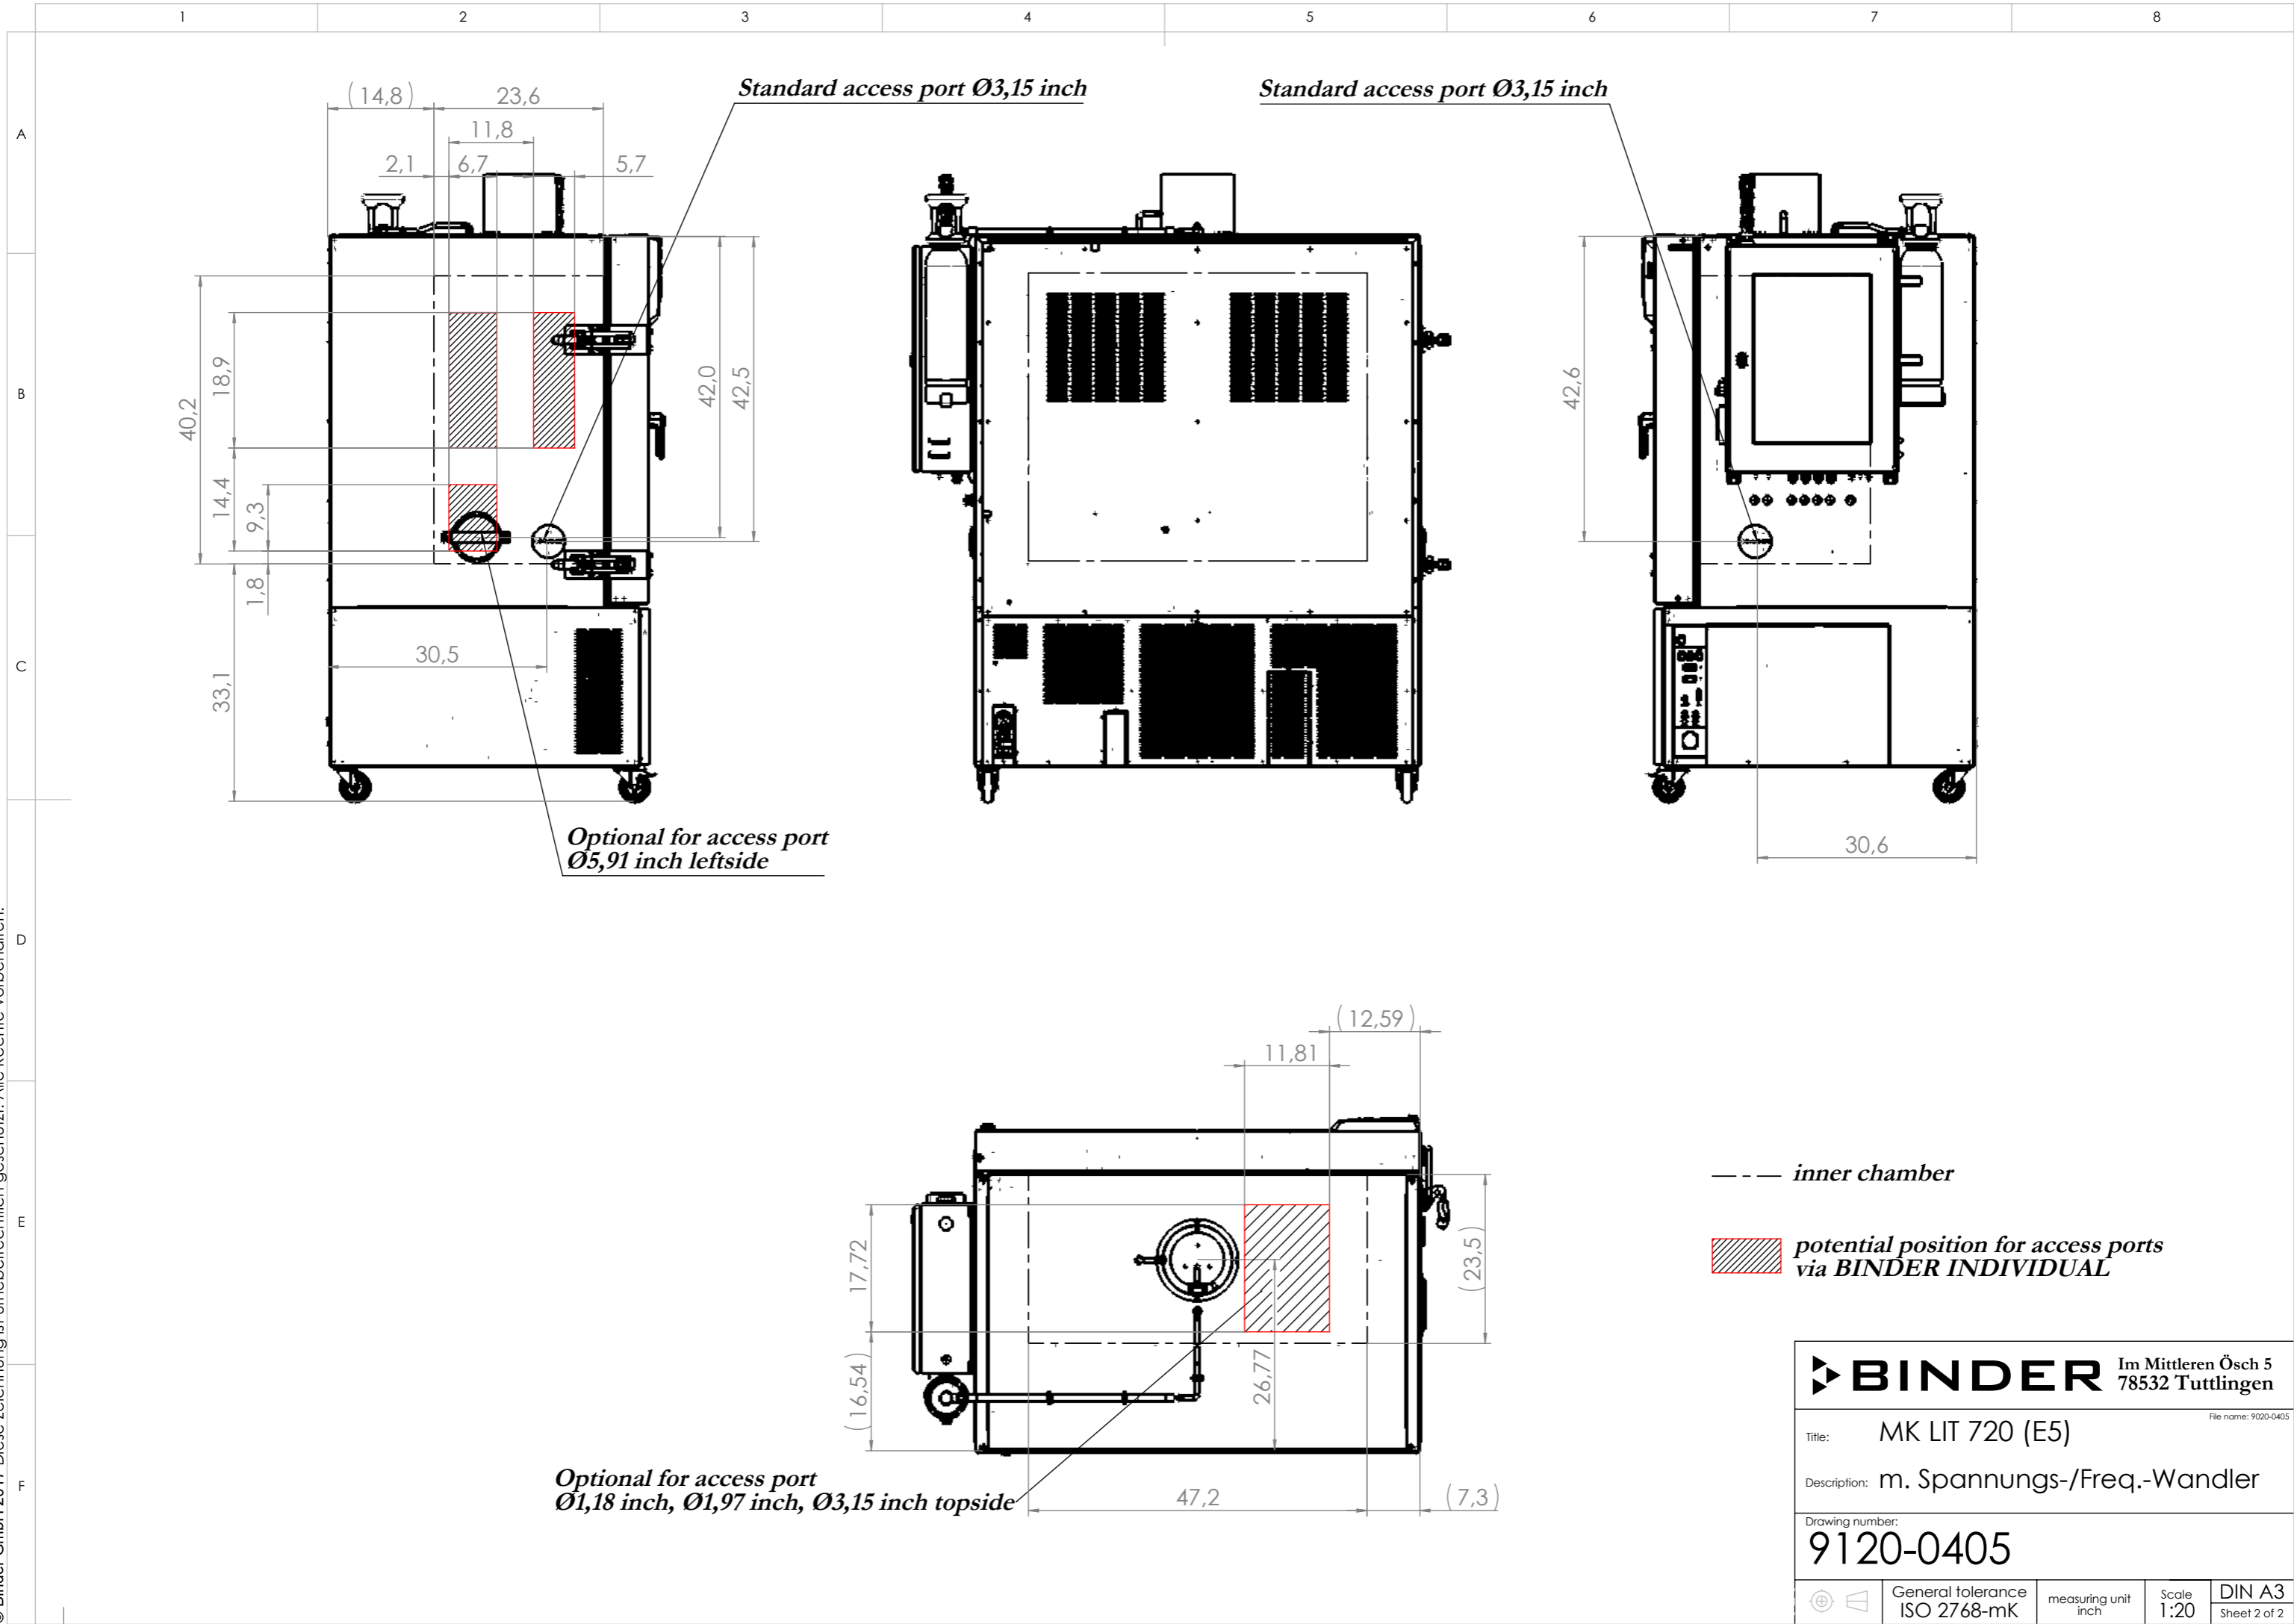 1 2 3 4 5 6 7 8
A
B
C
D
E
F
(14,8) 23,6
11,8
2,1 6,7 5,7
Standard access port Ø3,15 inch
Standard access port Ø3,15 inch
40,2
18,9
14,4
9,3
1,8
33,1
30,5
42,0
42,5
42,6
30,6
Optional for access port
Ø5,91 inch leftside
(12,59)
11,81
17,72
(16,54)
26,77
(23,5)
47,2 (7,3)
Optional for access port
Ø1,18 inch, Ø1,97 inch, Ø3,15 inch topside
inner chamber
potential position for access ports
via BINDER INDIVIDUAL
BINDER
Im Mittleren Ösch 5
78532 Tuttlingen
File name: 9020-0405
Title: MK LIT 720 (E5)
Description: m. Spannungs-/Freq.-Wandler
Drawing number:
9120-0405
General tolerance
ISO 2768-mK
measuring unit
inch
Scale
1:20
DIN A3
Sheet 2 of 2